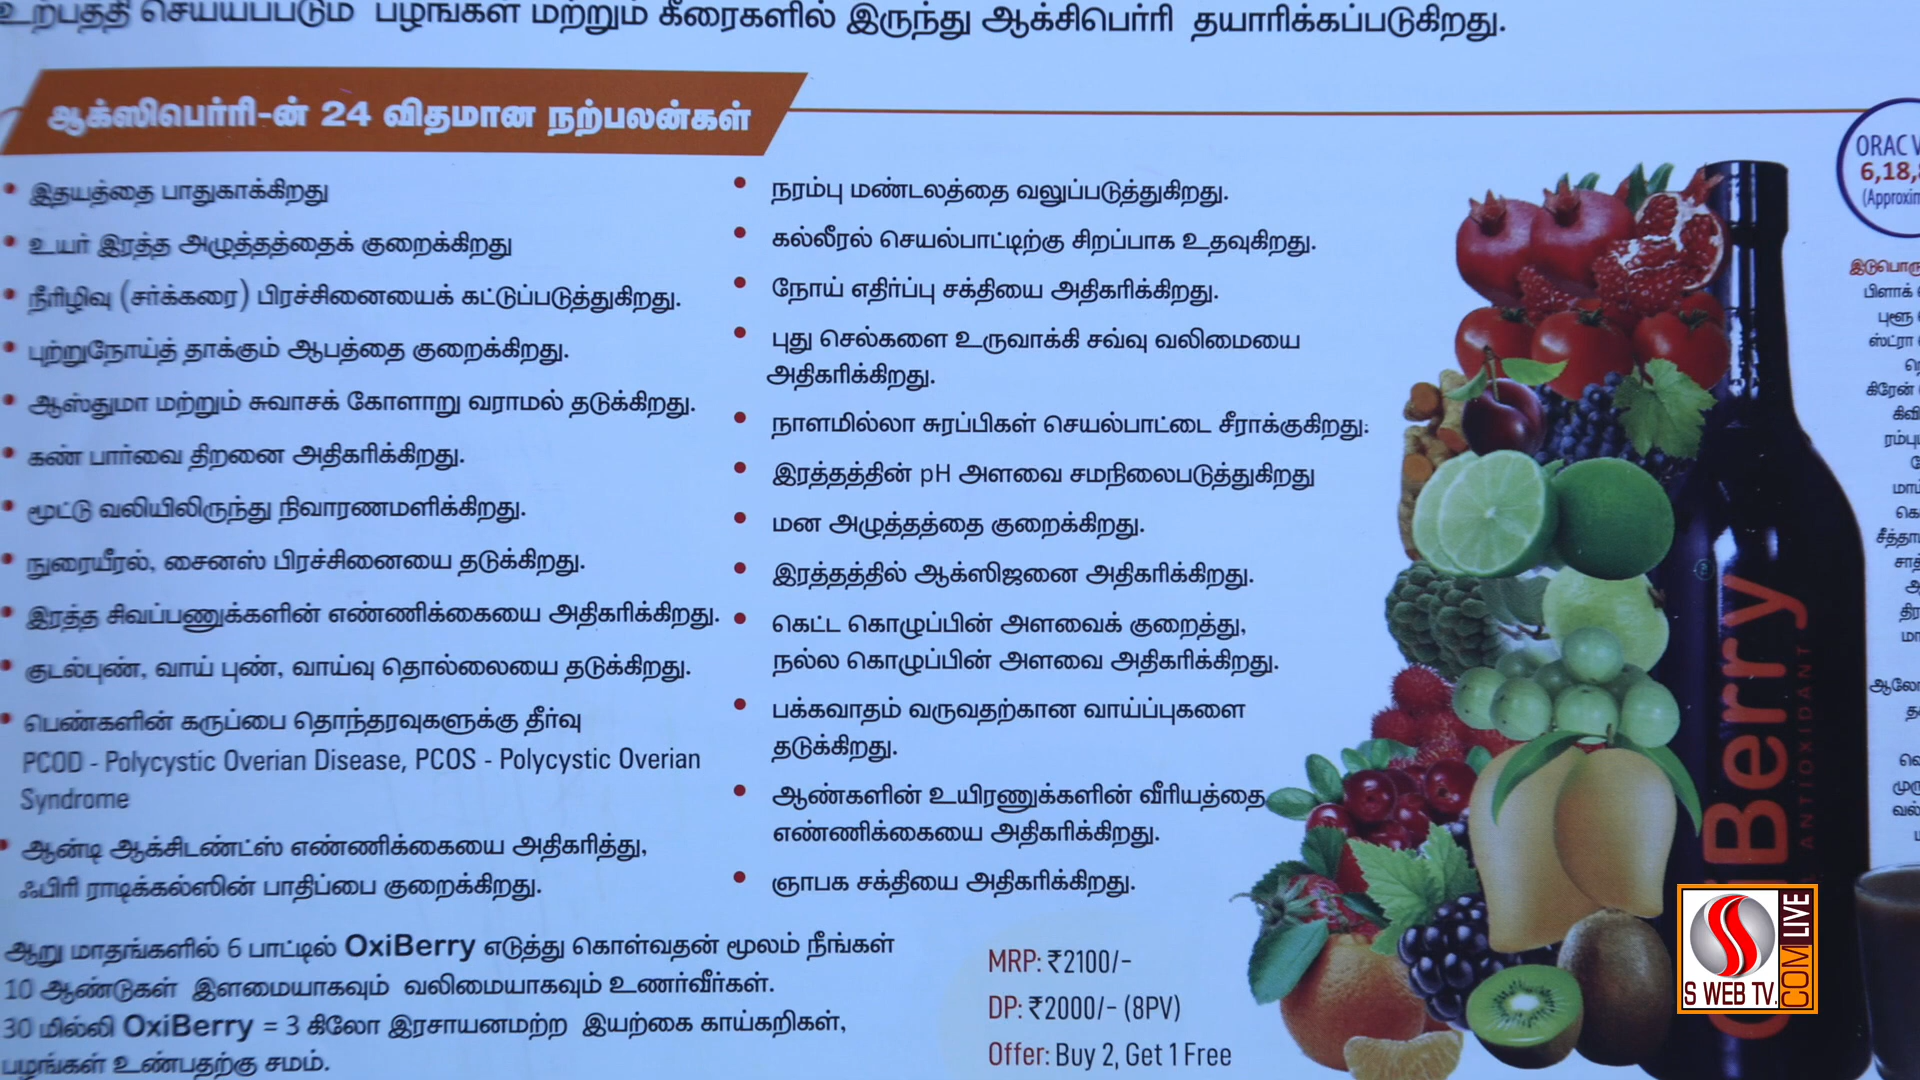 உற்பத்தி செய்யப்படும் பழங்கள் மற்றும் கீரைகளில் இருந்து ஆக்சிபெர்ரி தயாரிக்கப்படுகிறது.
ஆக்ஸிபெர்ரி-ன் 24 விதமான நற்பலன்கள்
• இதயத்தை பாதுகாக்கிறது
• உயர் இரத்த அழுத்தத்தைக் குறைக்கிறது
• நீரிழிவு (சர்க்கரை) பிரச்சினையைக் கட்டுப்படுத்துகிறது.
• புற்றுநோய்த் தாக்கும் ஆபத்தை குறைக்கிறது.
• ஆஸ்துமா மற்றும் சுவாசக் கோளாறு வராமல் தடுக்கிறது.
• கண் பார்வை திறனை அதிகரிக்கிறது.
• மூட்டு வலியிலிருந்து நிவாரணமளிக்கிறது.
• நுரையீரல், சைனஸ் பிரச்சினையை தடுக்கிறது.
• இரத்த சிவப்பணுக்களின் எண்ணிக்கையை அதிகரிக்கிறது.
• குடல்புண், வாய் புண், வாய்வு தொல்லையை தடுக்கிறது.
• பெண்களின் கருப்பை தொந்தரவுகளுக்கு தீர்வு
PCOD - Polycystic Overian Disease, PCOS - Polycystic Overian
Syndrome
• ஆன்டி ஆக்சிடண்ட்ஸ் எண்ணிக்கையை அதிகரித்து,
ஃபிரி ராடிக்கல்ஸின் பாதிப்பை குறைக்கிறது.
• நரம்பு மண்டலத்தை வலுப்படுத்துகிறது.
• கல்லீரல் செயல்பாட்டிற்கு சிறப்பாக உதவுகிறது.
• நோய் எதிர்ப்பு சக்தியை அதிகரிக்கிறது.
• புது செல்களை உருவாக்கி சவ்வு வலிமையை
அதிகரிக்கிறது.
• நாளமில்லா சுரப்பிகள் செயல்பாட்டை சீராக்குகிறது.
• இரத்தத்தின் pH அளவை சமநிலைபடுத்துகிறது
• மன அழுத்தத்தை குறைக்கிறது.
• இரத்தத்தில் ஆக்ஸிஜனை அதிகரிக்கிறது.
• கெட்ட கொழுப்பின் அளவைக் குறைத்து,
நல்ல கொழுப்பின் அளவை அதிகரிக்கிறது.
• பக்கவாதம் வருவதற்கான வாய்ப்புகளை
தடுக்கிறது.
• ஆண்களின் உயிரணுக்களின் வீரியத்தை
எண்ணிக்கையை அதிகரிக்கிறது.
• ஞாபக சக்தியை அதிகரிக்கிறது.
ஆறு மாதங்களில் 6 பாட்டில் OxiBerry எடுத்து கொள்வதன் மூலம் நீங்கள்
10 ஆண்டுகள் இளமையாகவும் வலிமையாகவும் உணர்வீர்கள்.
30 மில்லி OxiBerry = 3 கிலோ இரசாயனமற்ற இயற்கை காய்கறிகள்,
பழங்கள் உண்பதற்கு சமம்.
MRP: ₹2100/-
DP: ₹2000/- (8PV)
Offer: Buy 2, Get 1 Free
ORAC
6,18,
Berry
ANTIOXIDANT
S WEB TV.COM LIVE